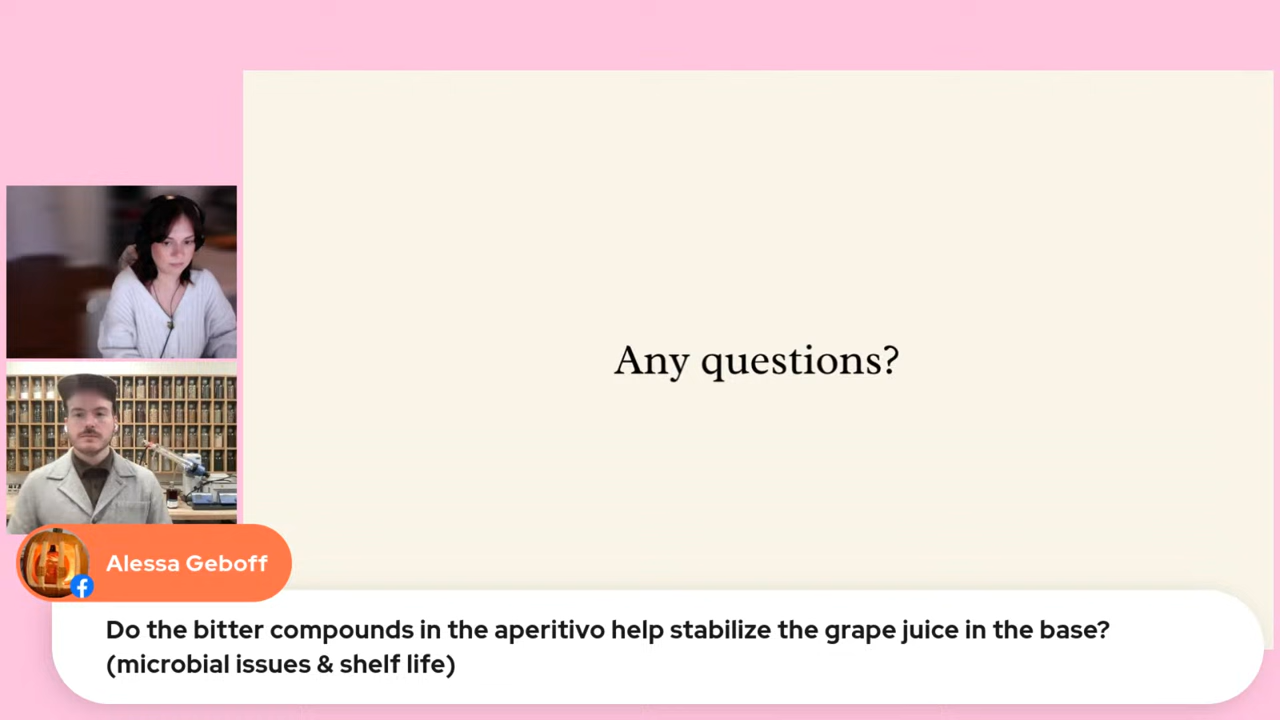 Any questions?
Alessa Geboff
Do the bitter compounds in the aperitivo help stabilize the grape juice in the base?
(microbial issues & shelf life)